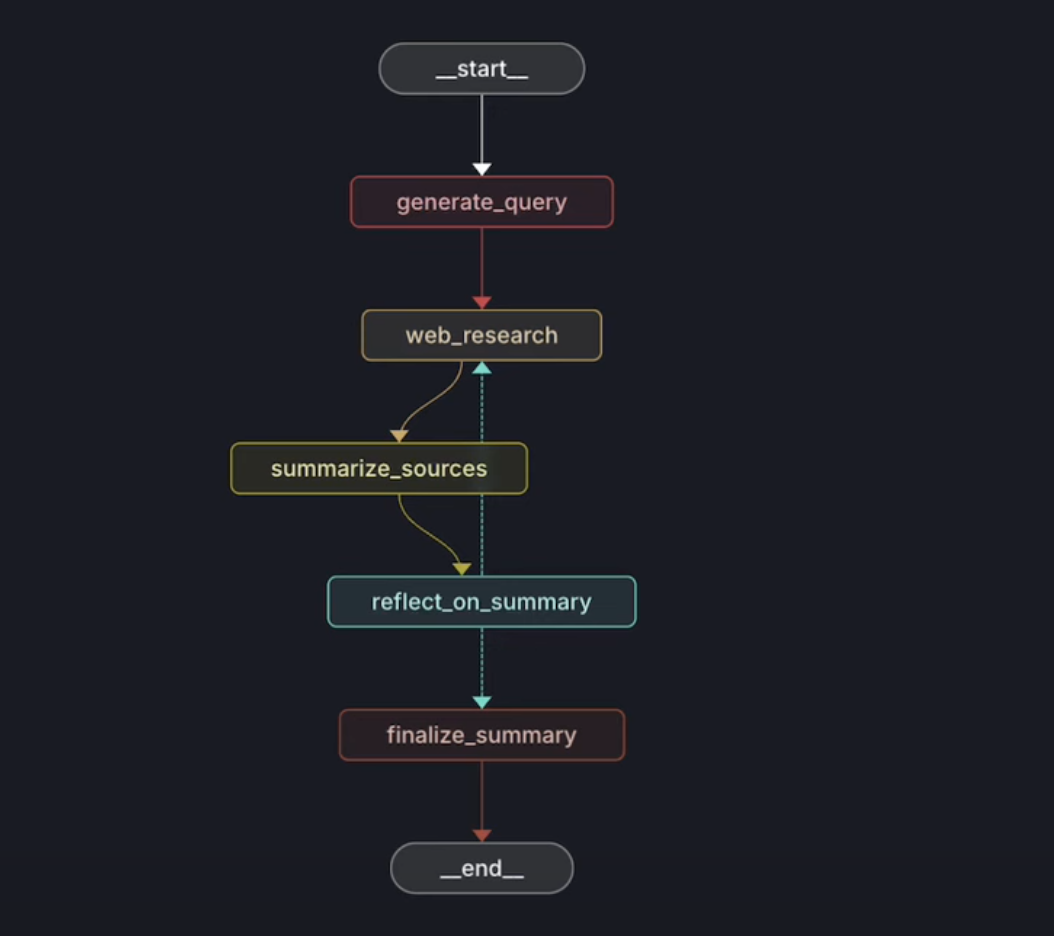 __start__
generate_query
web_research
summarize_sources
reflect_on_summary
finalize_summary
__end__